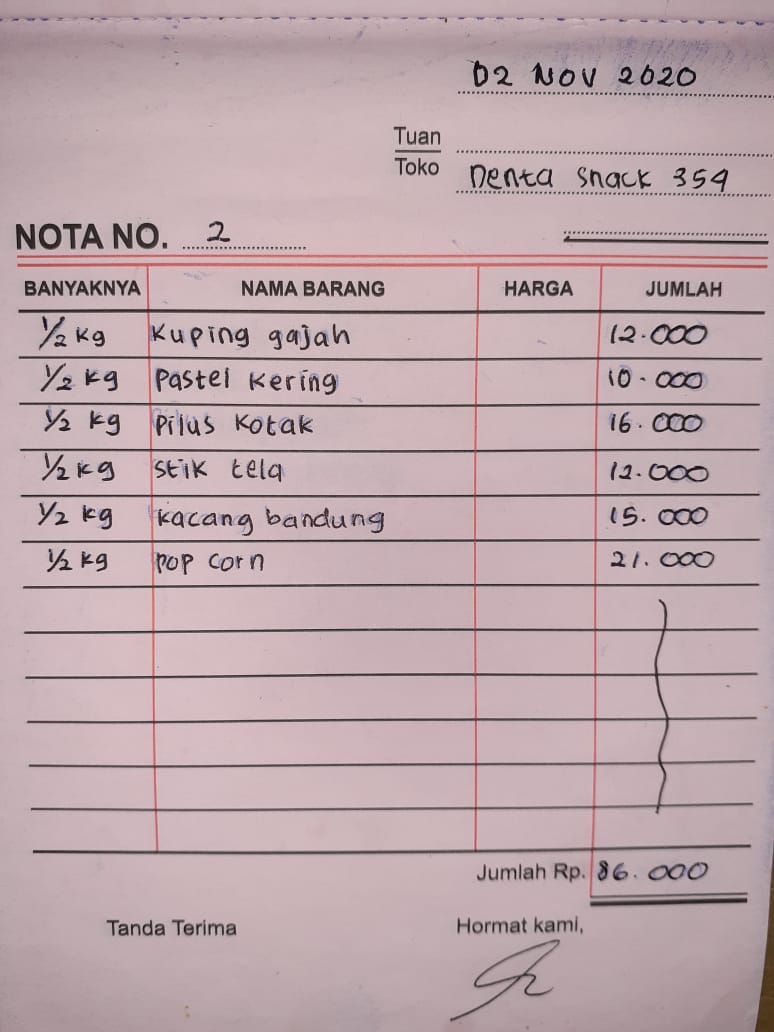 02 NOV 2020
Tuan
Toko Denta snack 354
NOTA NO. 2
BANYAKNYA NAMA BARANG HARGA JUMLAH
1/2 kg Kuping gajah 12.000
1/2 kg Pastel Kering 10.000
1/2 kg Pilus Kotak 16.000
1/2 kg Stik tela 12.000
1/2 kg Kacang bandung 15.000
1/2 kg Pop corn 21.000
Jumlah Rp. 86.000
Tanda Terima Hormat kami,